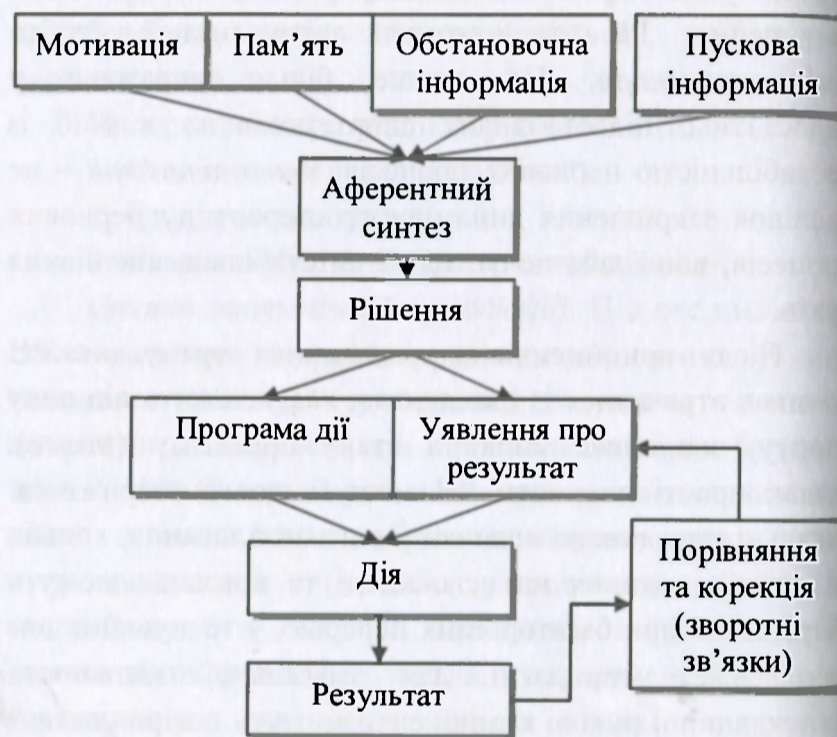 Мотивація
Пам’ять
Обстановочна
інформація
Пускова
інформація
Аферентний
синтез
Рішення
Програма дії
Уявлення про
результат
Дія
Порівняння
та корекція
(зворотні
зв’язки)
Результат